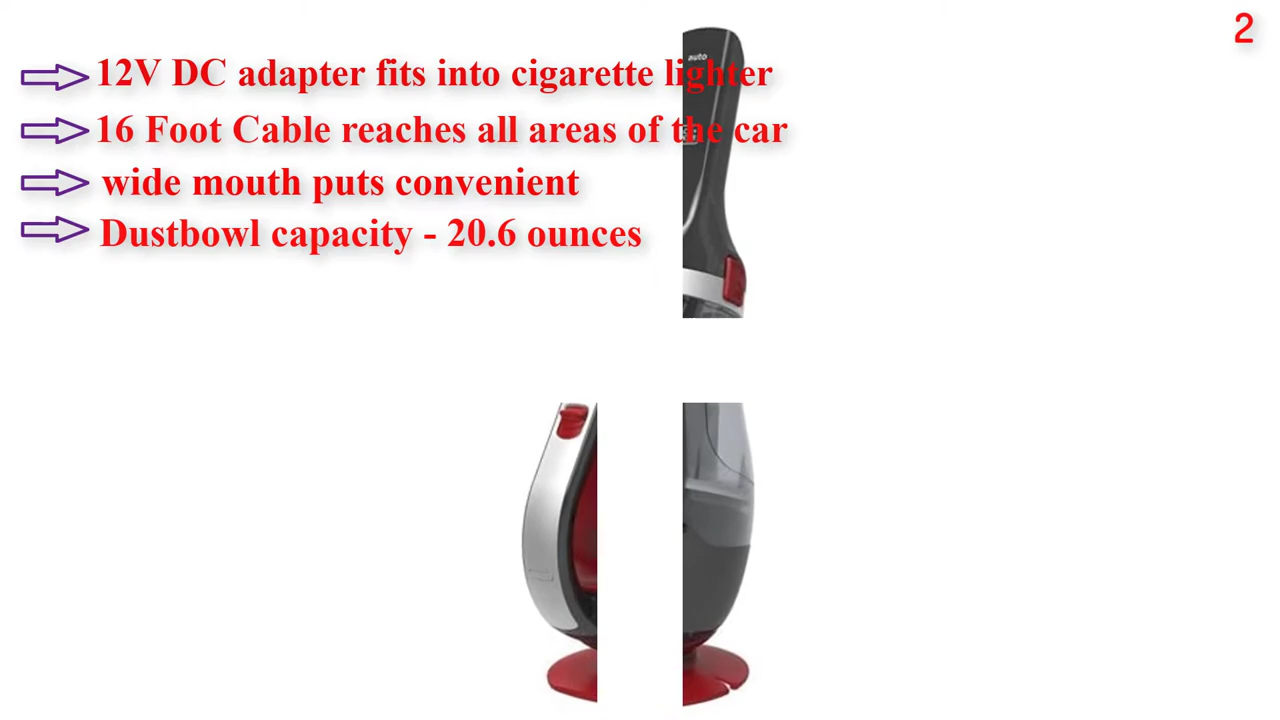 2
12V DC adapter fits into cigarette lighter
16 Foot Cable reaches all areas of the car
wide mouth puts convenient
Dustbowl capacity - 20.6 ounces
auto